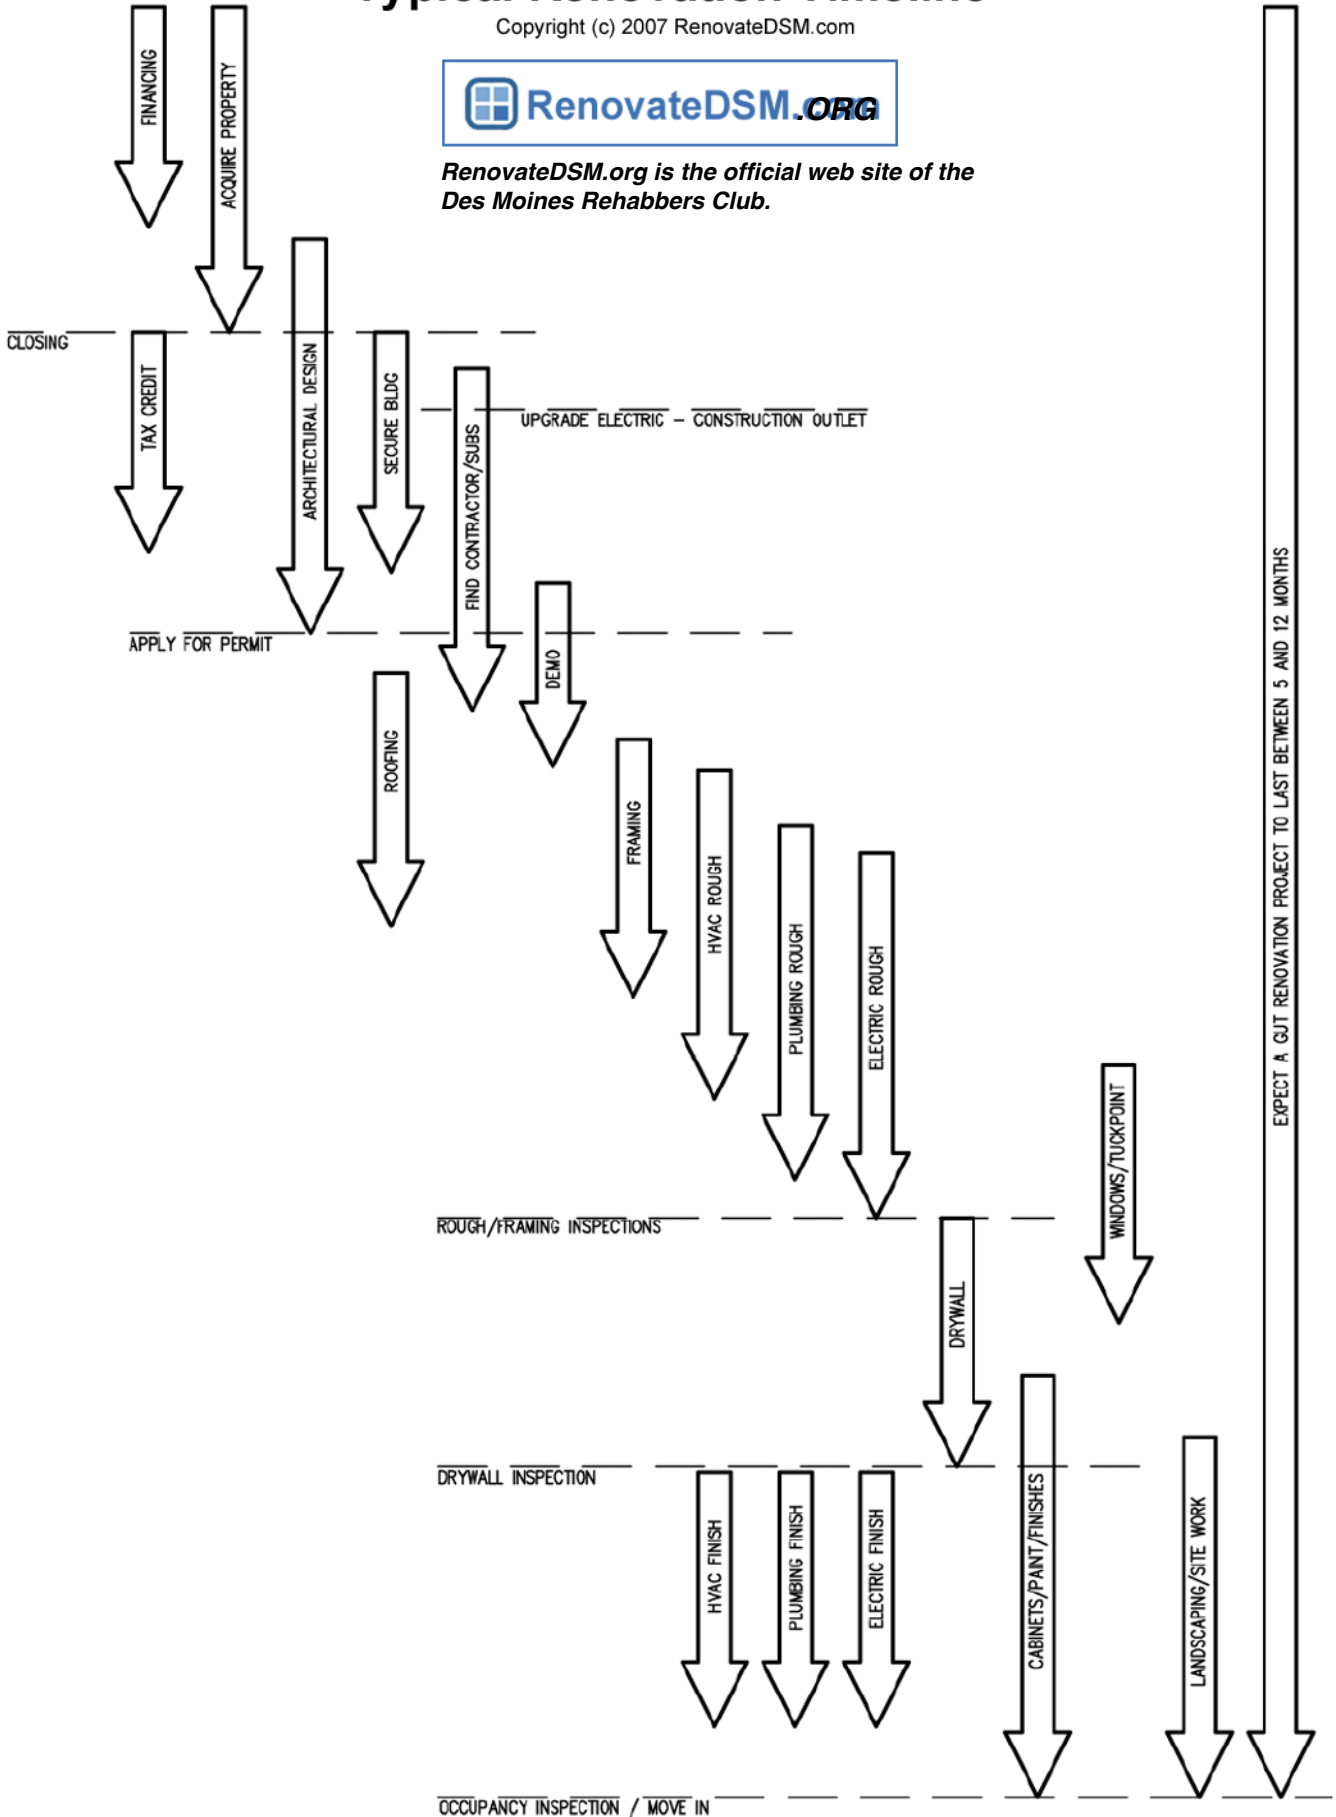 Typical Renovation Timeline
Copyright (c) 2007 RenovateDSM.com
RenovateDSM.ORG
RenovateDSM.org is the official web site of the
Des Moines Rehabbers Club.
FINANCING
ACQUIRE PROPERTY
CLOSING
TAX CREDIT
ARCHITECTURAL DESIGN
SECURE BLDG
FIND CONTRACTOR/SUBS
UPGRADE ELECTRIC – CONSTRUCTION OUTLET
APPLY FOR PERMIT
DEMO
ROOFING
FRAMING
HVAC ROUGH
PLUMBING ROUGH
ELECTRIC ROUGH
WINDOWS/TUCKPOINT
EXPECT A GUT RENOVATION PROJECT TO LAST BETWEEN 5 AND 12 MONTHS
ROUGH/FRAMING INSPECTIONS
DRYWALL
DRYWALL INSPECTION
HVAC FINISH
PLUMBING FINISH
ELECTRIC FINISH
CABINETS/PAINT/FINISHES
LANDSCAPING/SITE WORK
OCCUPANCY INSPECTION / MOVE IN